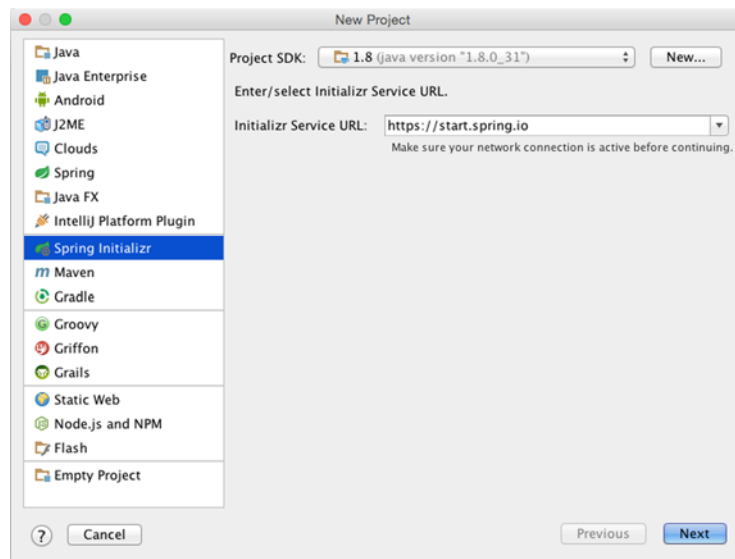 New Project
Java
Java Enterprise
Android
J2ME
Clouds
Spring
Java FX
IntelliJ Platform Plugin
Spring Initializr
Maven
Gradle
Groovy
Griffon
Grails
Static Web
Node.js and NPM
Flash
Empty Project
Project SDK: 1.8 (java version "1.8.0_31") New...
Enter/select Initializr Service URL.
Initializr Service URL: https://start.spring.io
Make sure your network connection is active before continuing.
? Cancel Previous Next